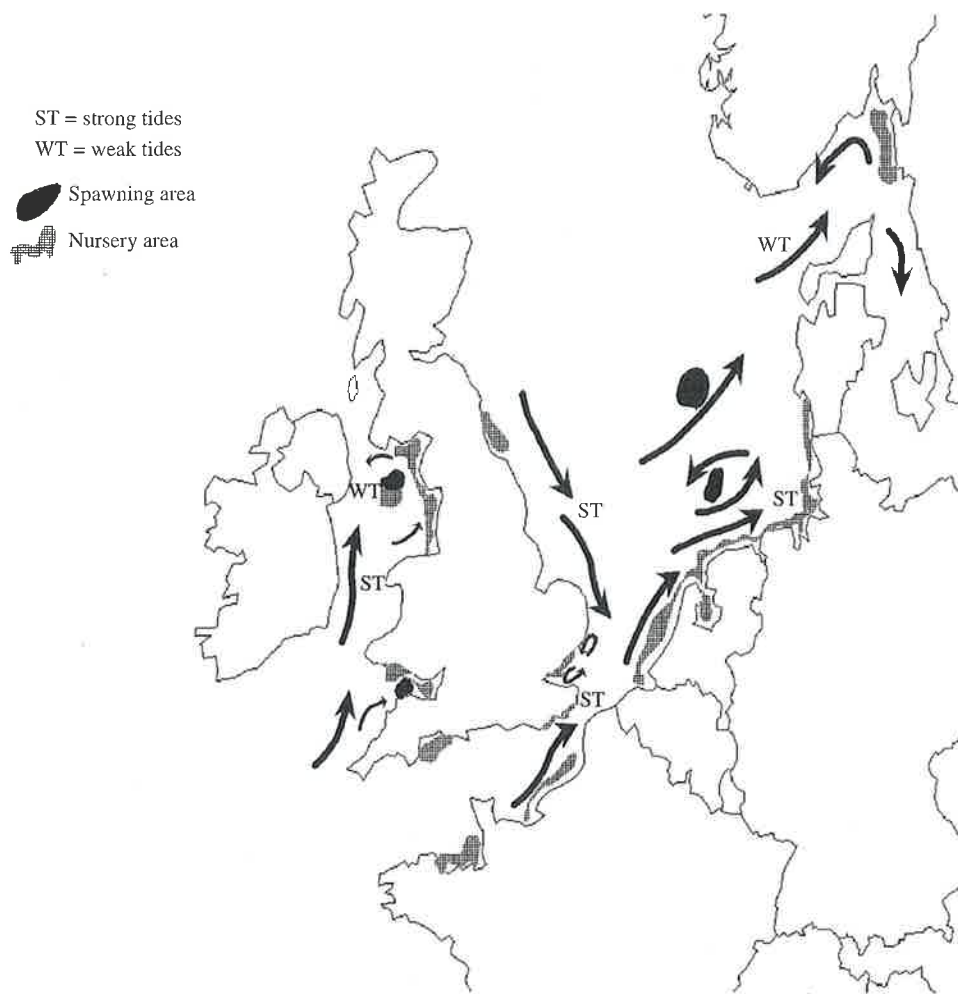 ST = strong tides
WT = weak tides
Spawning area
Nursery area
WT
WT
ST
ST
ST
ST